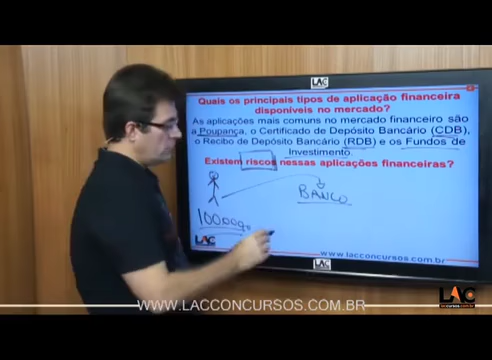 LAC
Quais os principais tipos de aplicação financeira
disponíveis no mercado?
As aplicações mais comuns no mercado financeiro são
a Poupança, o Certificado de Depósito Bancário (CDB),
o Recibo de Depósito Bancário (RDB) e os Fundos de
Investimento.
Existem riscos nessas aplicações financeiras?
BANCO
100.000,
LAC
www.lacconcursos.com.br
LAC
WWW.LACCONCURSOS.COM.BR
LAC